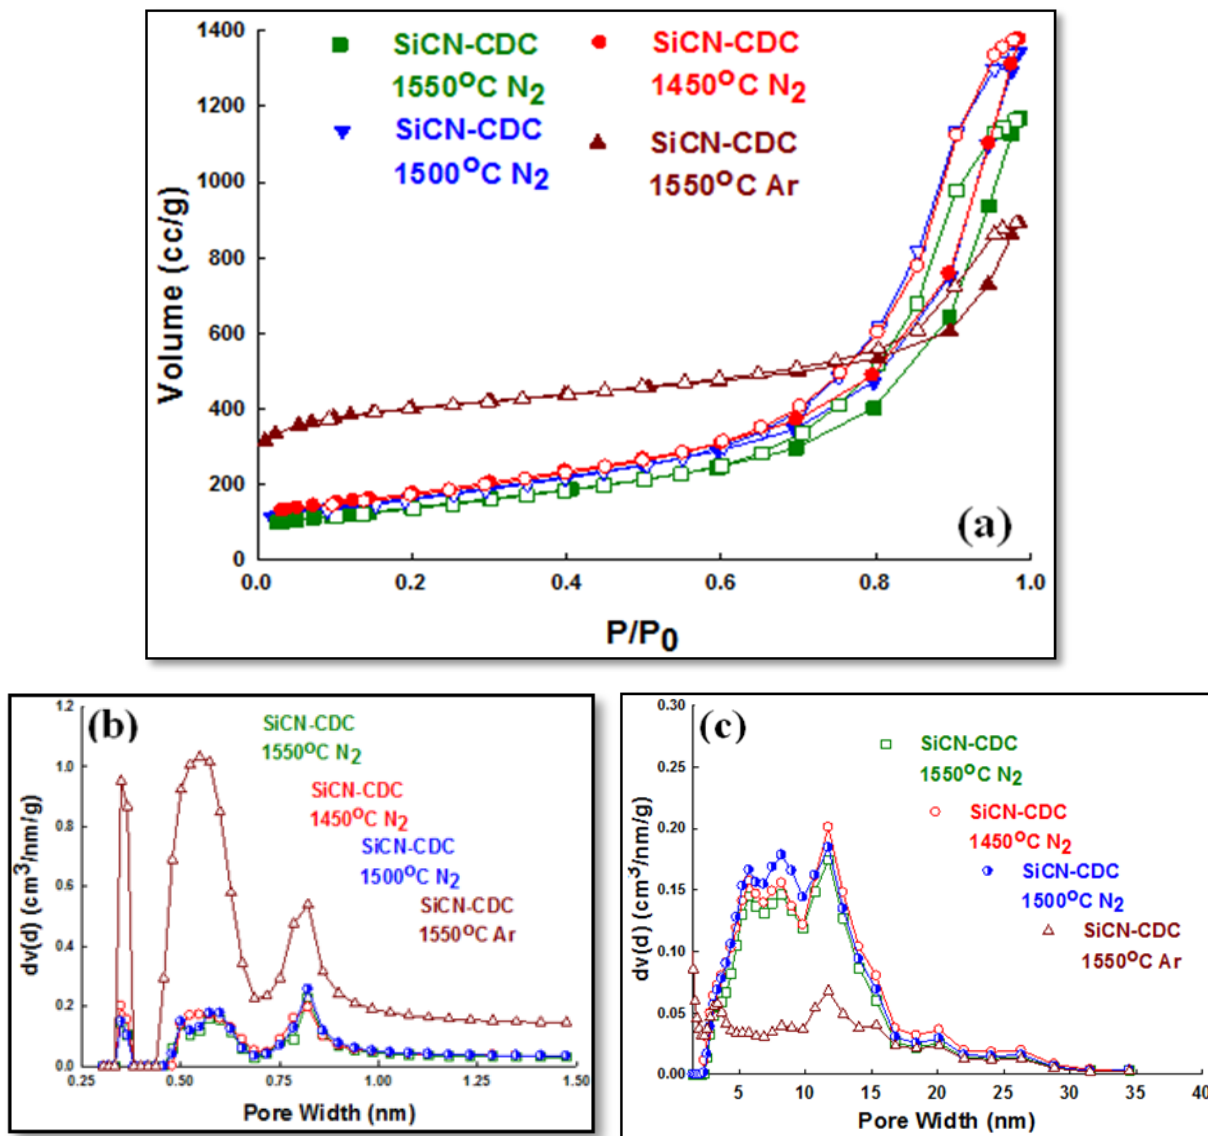 1400
1200
1000
800
600
400
200
0
Volume (cc/g)
SiCN-CDC
1550°C N2
SiCN-CDC
1450°C N2
SiCN-CDC
1500°C N2
SiCN-CDC
1550°C Ar
(a)
0.0 0.2 0.4 0.6 0.8 1.0
P/P0
(b)
1.2
1.0
0.8
0.6
0.4
0.2
0.0
dv(d) (cm3/nm/g)
SiCN-CDC
1550°C N2
SiCN-CDC
1450°C N2
SiCN-CDC
1500°C N2
SiCN-CDC
1550°C Ar
0.25 0.50 0.75 1.00 1.25 1.50
Pore Width (nm)
(c)
0.30
0.25
0.20
0.15
0.10
0.05
0.00
dv(d) (cm3/nm/g)
SiCN-CDC
1550°C N2
SiCN-CDC
1450°C N2
SiCN-CDC
1500°C N2
SiCN-CDC
1550°C Ar
5 10 15 20 25 30 35 40
Pore Width (nm)